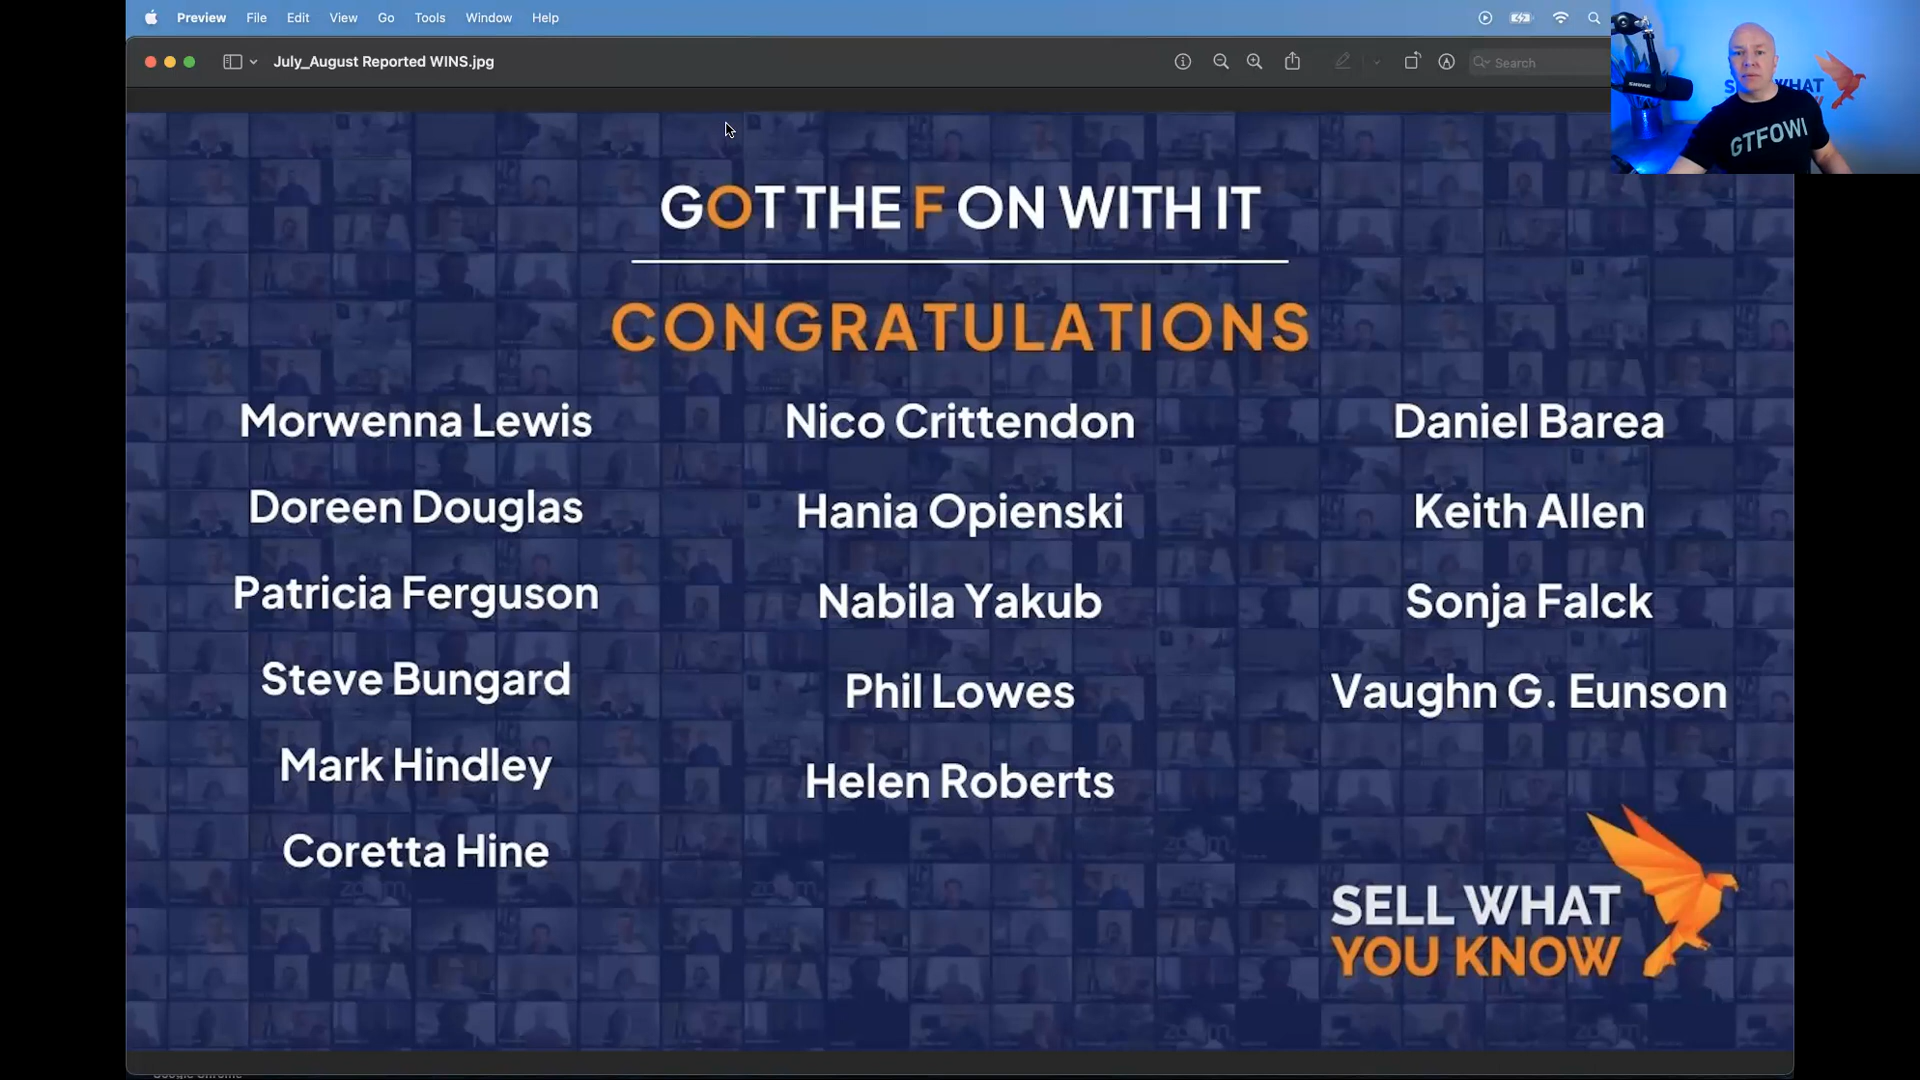 Preview File Edit View Go Tools Window Help
July_August Reported WINS.jpg
Search
GTFOWI
GOT THE F ON WITH IT
CONGRATULATIONS
Morwenna Lewis
Doreen Douglas
Patricia Ferguson
Steve Bungard
Mark Hindley
Coretta Hine
Nico Crittendon
Hania Opienski
Nabila Yakub
Phil Lowes
Helen Roberts
Daniel Barea
Keith Allen
Sonja Falck
Vaughn G. Eunson
SELL WHAT
YOU KNOW